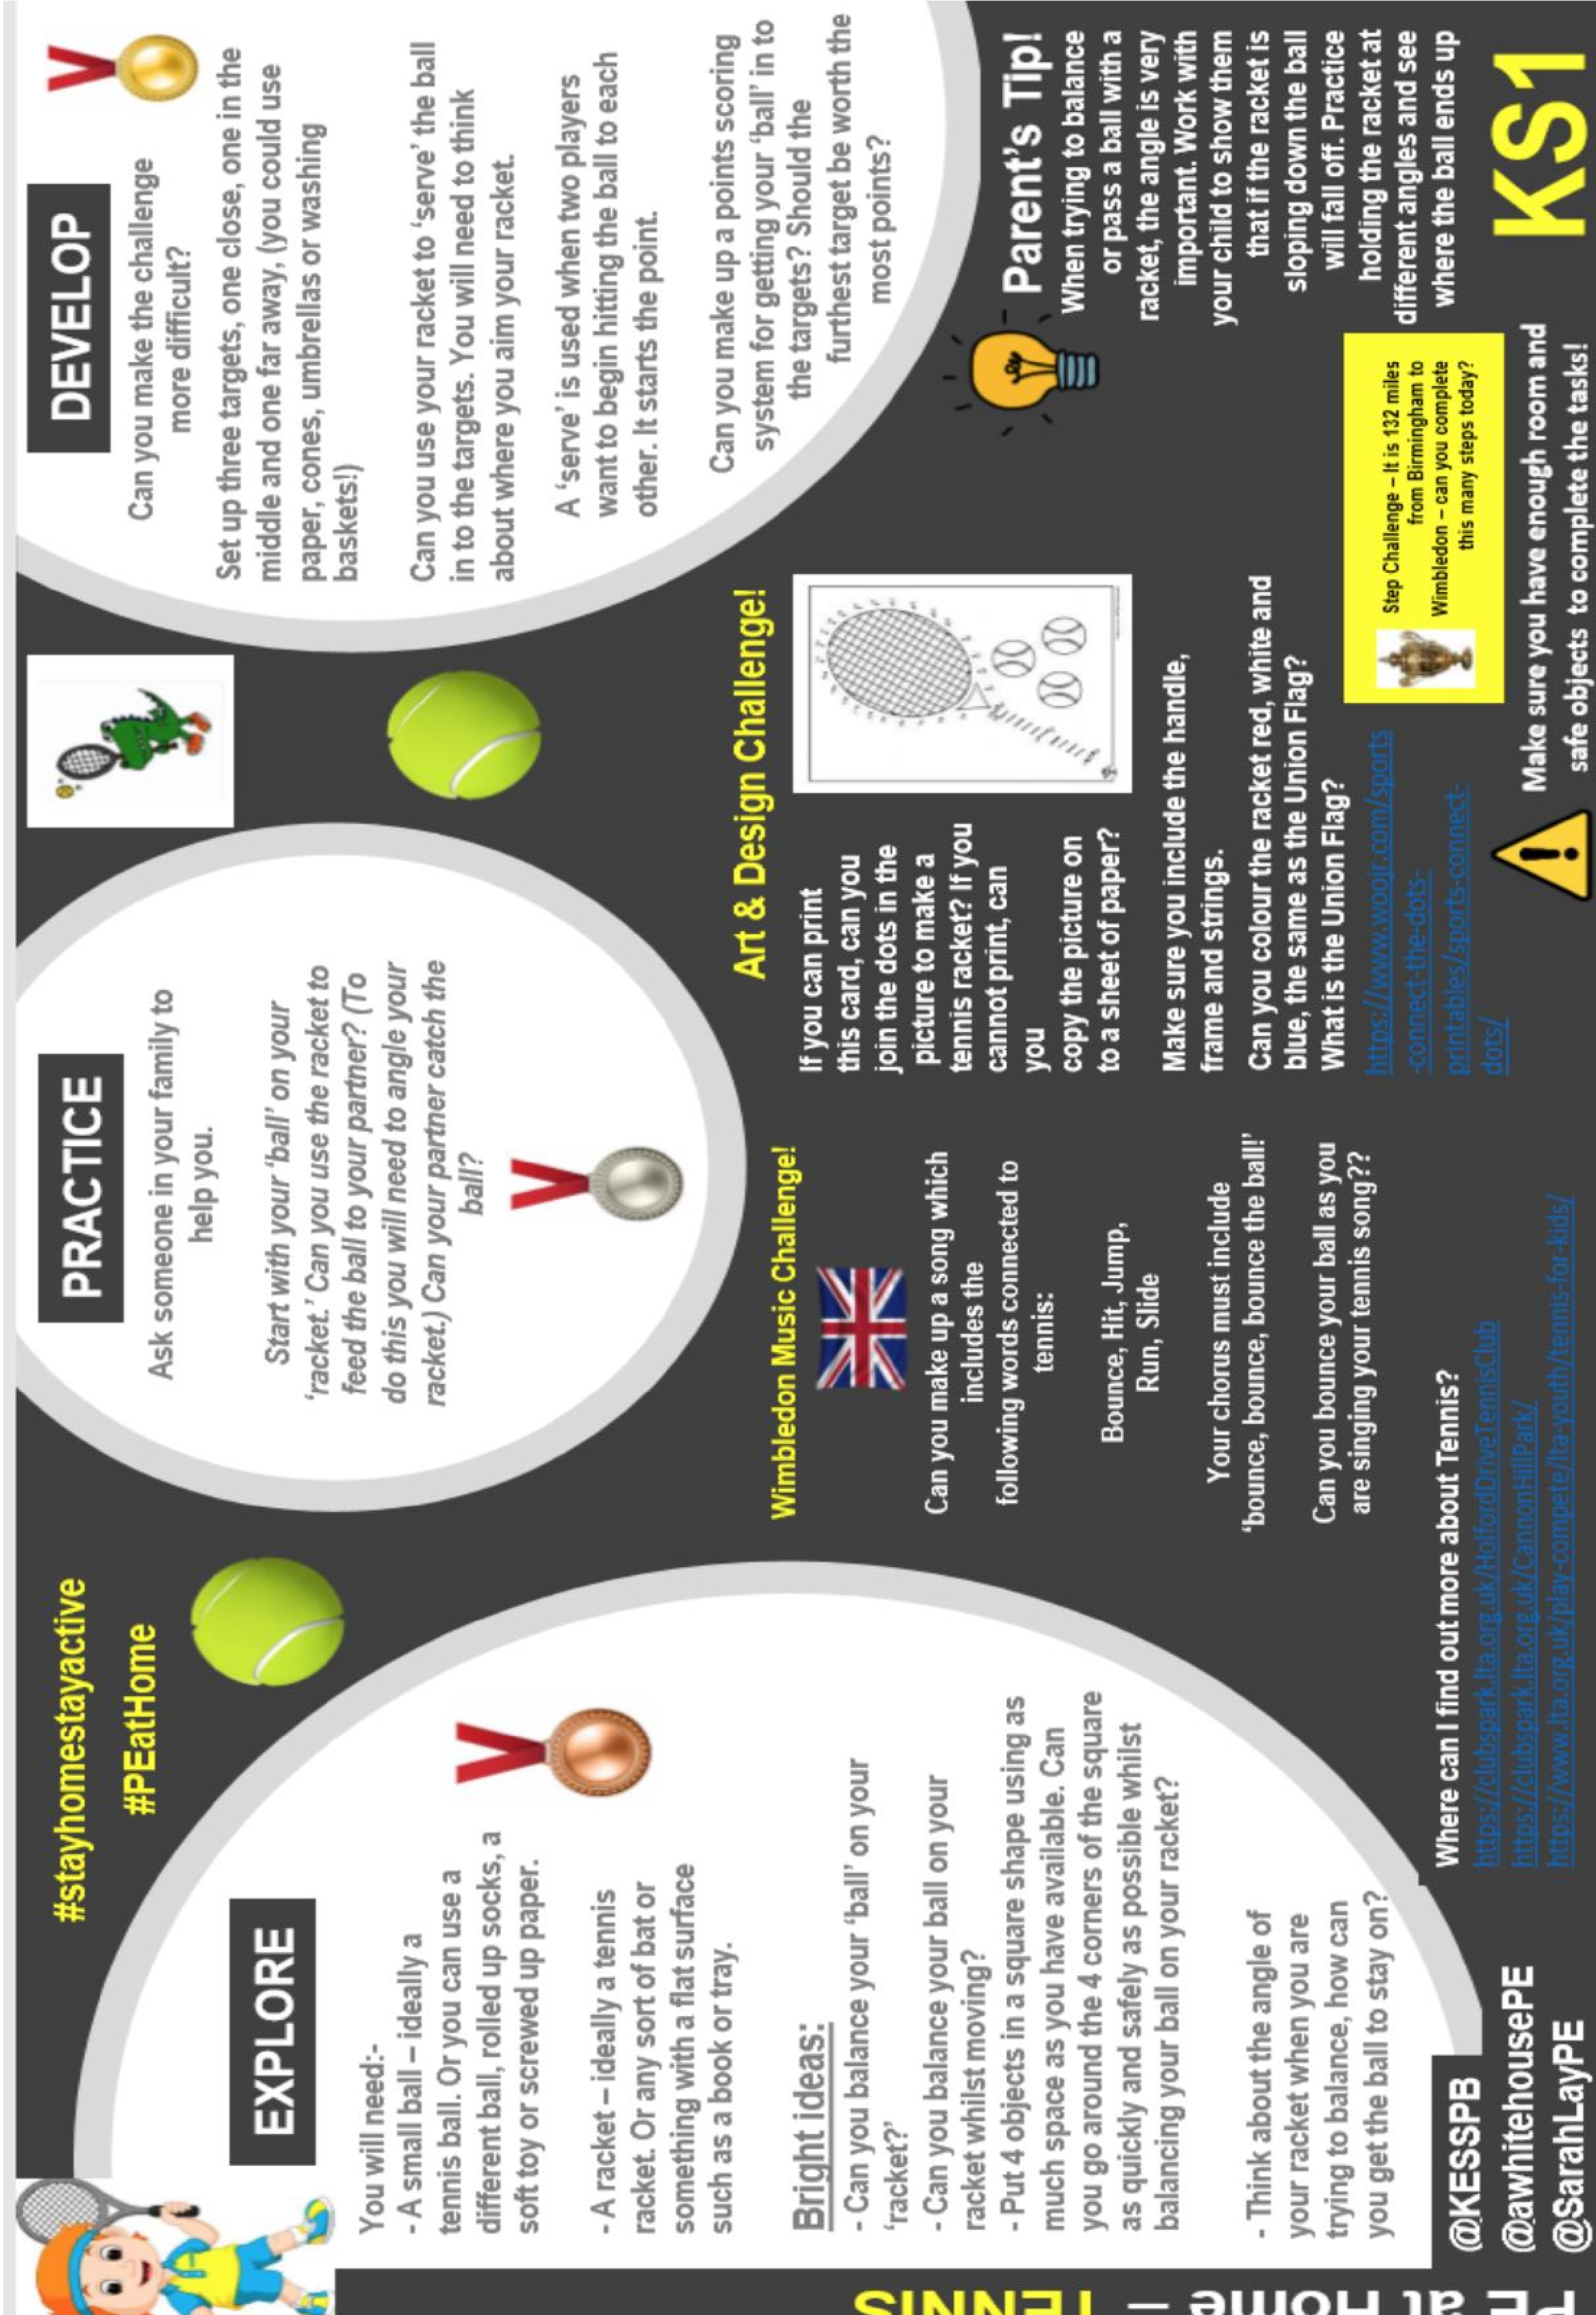 PE at Home – TENNIS
#stayhomestayactive
#PEatHome
EXPLORE
You will need:-
- A small ball – ideally a
tennis ball. Or you can use a
different ball, rolled up socks, a
soft toy or screwed up paper.
- A racket – ideally a tennis
racket. Or any sort of bat or
something with a flat surface
such as a book or tray.
Bright ideas:
- Can you balance your 'ball' on your
'racket?'
- Can you balance your ball on your
racket whilst moving?
- Put 4 objects in a square shape using as
much space as you have available. Can
you go around the 4 corners of the square
as quickly and safely as possible whilst
balancing your ball on your racket?
- Think about the angle of
your racket when you are
trying to balance, how can
you get the ball to stay on?
@KESSPB
@awhitehousePE
@SarahLayPE
PRACTICE
Ask someone in your family to
help you.
Start with your 'ball' on your
'racket.' Can you use the racket to
feed the ball to your partner? (To
do this you will need to angle your
racket.) Can your partner catch the
ball?
Wimbledon Music Challenge!
Can you make up a song which
includes the
following words connected to
tennis:
Bounce, Hit, Jump,
Run, Slide
Your chorus must include
'bounce, bounce, bounce the ball!'
Can you bounce your ball as you
are singing your tennis song??
Where can I find out more about Tennis?
https://clubspark.lta.org.uk/HolfordDriveTennisClub
https://clubspark.lta.org.uk/CannonHillPark/
https://www.lta.org.uk/play-compete/lta-youth/tennis-for-kids/
DEVELOP
Can you make the challenge
more difficult?
Set up three targets, one close, one in the
middle and one far away, (you could use
paper, cones, umbrellas or washing
baskets!)
Can you use your racket to 'serve' the ball
in to the targets. You will need to think
about where you aim your racket.
A 'serve' is used when two players
want to begin hitting the ball to each
other. It starts the point.
Can you make up a points scoring
system for getting your 'ball' in to
the targets? Should the
furthest target be worth the
most points?
Art & Design Challenge!
If you can print
this card, can you
join the dots in the
picture to make a
tennis racket? If you
cannot print, can
you
copy the picture on
to a sheet of paper?
Make sure you include the handle,
frame and strings.
Can you colour the racket red, white and
blue, the same as the Union Flag?
What is the Union Flag?
https://www.woojr.com/sports
-connect-the-dots-
printables/sports-connect-
dots/
Parent's Tip!
When trying to balance
or pass a ball with a
racket, the angle is very
important. Work with
your child to show them
that if the racket is
sloping down the ball
will fall off. Practice
holding the racket at
different angles and see
where the ball ends up
Step Challenge – It is 132 miles
from Birmingham to
Wimbledon – can you complete
this many steps today?
Make sure you have enough room and
safe objects to complete the tasks!
KS1